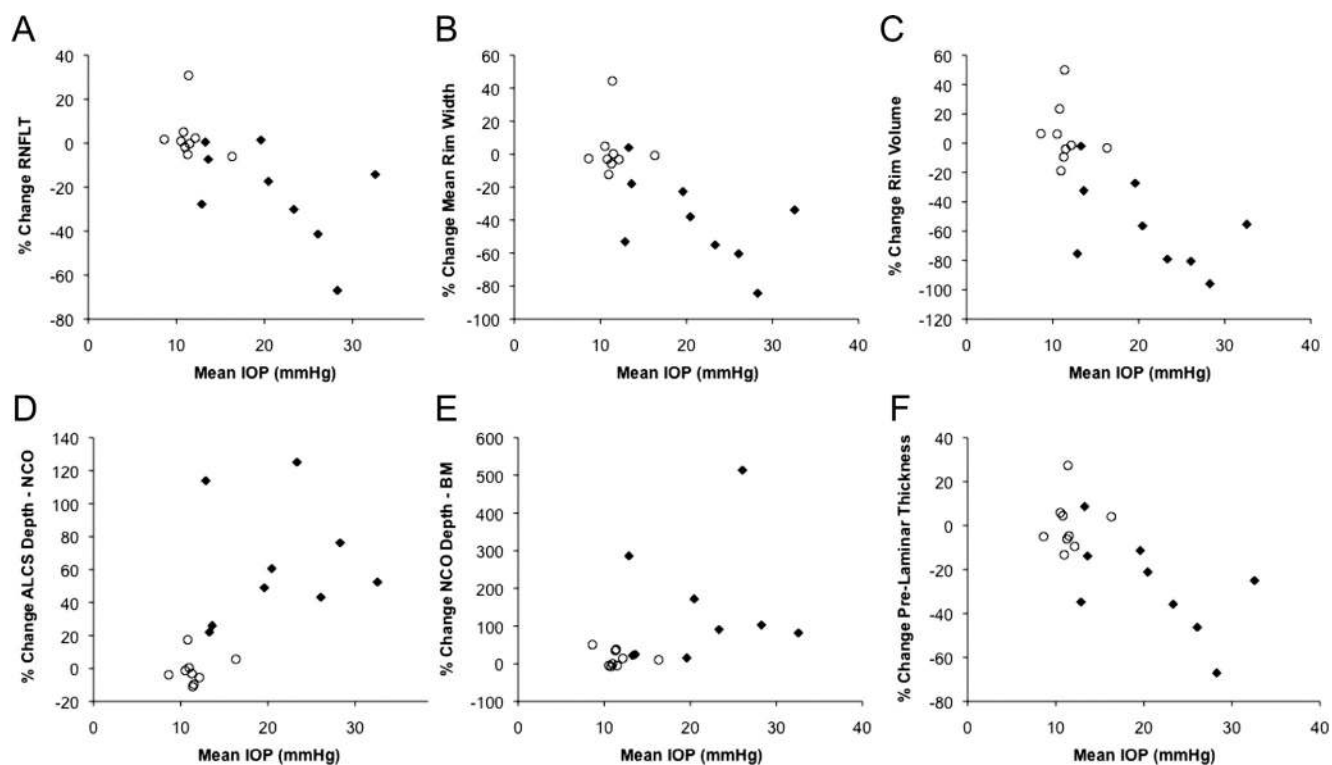 A
% Change RNFLT
40
20
0
-20
-40
-60
-80
0 10 20 30
Mean IOP (mmHg)
B
% Change Mean Rim Width
60
40
20
0
-20
-40
-60
-80
-100
0 10 20 30 40
Mean IOP (mmHg)
C
% Change Rim Volume
60
40
20
0
-20
-40
-60
-80
-100
-120
0 10 20 30 40
Mean IOP (mmHg)
D
% Change ALCS Depth - NCO
140
120
100
80
60
40
20
0
-20
0 10 20 30
Mean IOP (mmHg)
E
% Change NCO Depth - BM
600
500
400
300
200
100
0
-100
0 10 20 30 40
Mean IOP (mmHg)
F
% Change Pre-Laminar Thickness
40
20
0
-20
-40
-60
-80
0 10 20 30 40
Mean IOP (mmHg)